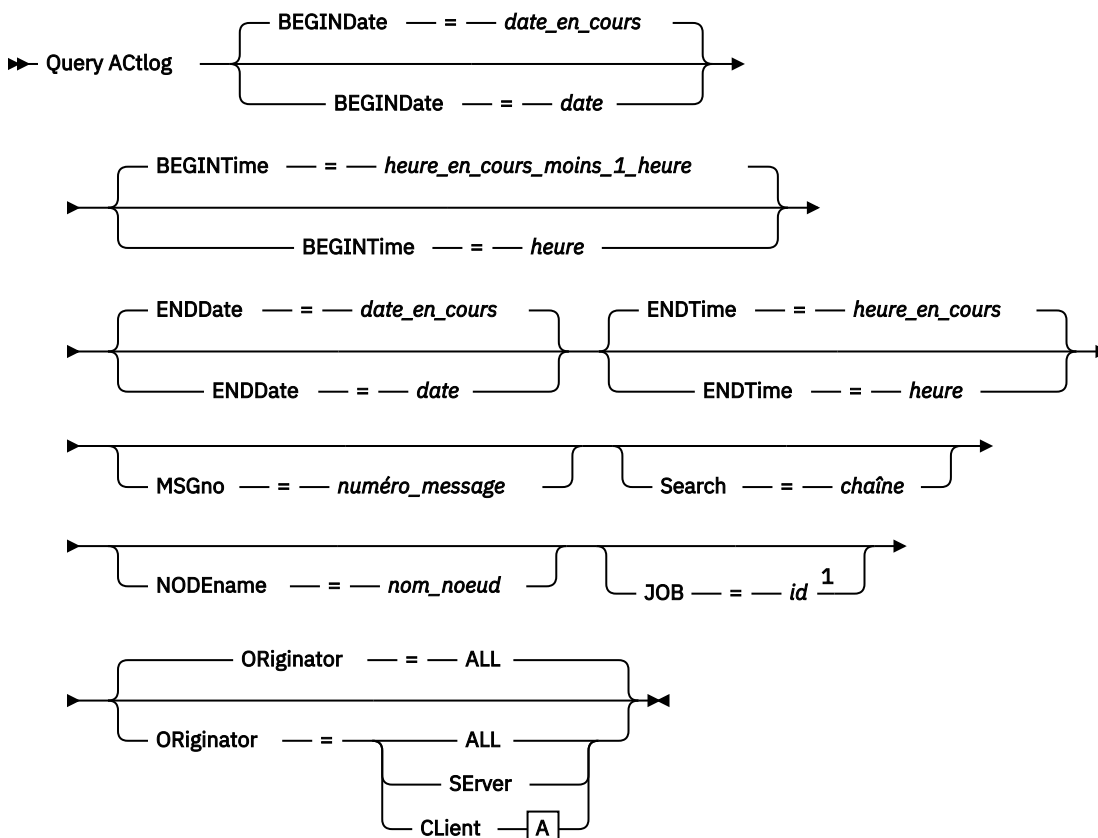 BEGINDate = date_en_cours
Query ACtlog
BEGINDate = date
BEGINTime = heure_en_cours_moins_1_heure
BEGINTime = heure
ENDDate = date_en_cours ENDTime = heure_en_cours
ENDDate = date ENDTime = heure
MSGno = numéro_message Search = chaîne
NODEname = nom_noeud JOB = id 1
ORiginator = ALL
ORiginator = ALL
SErver
CLient A